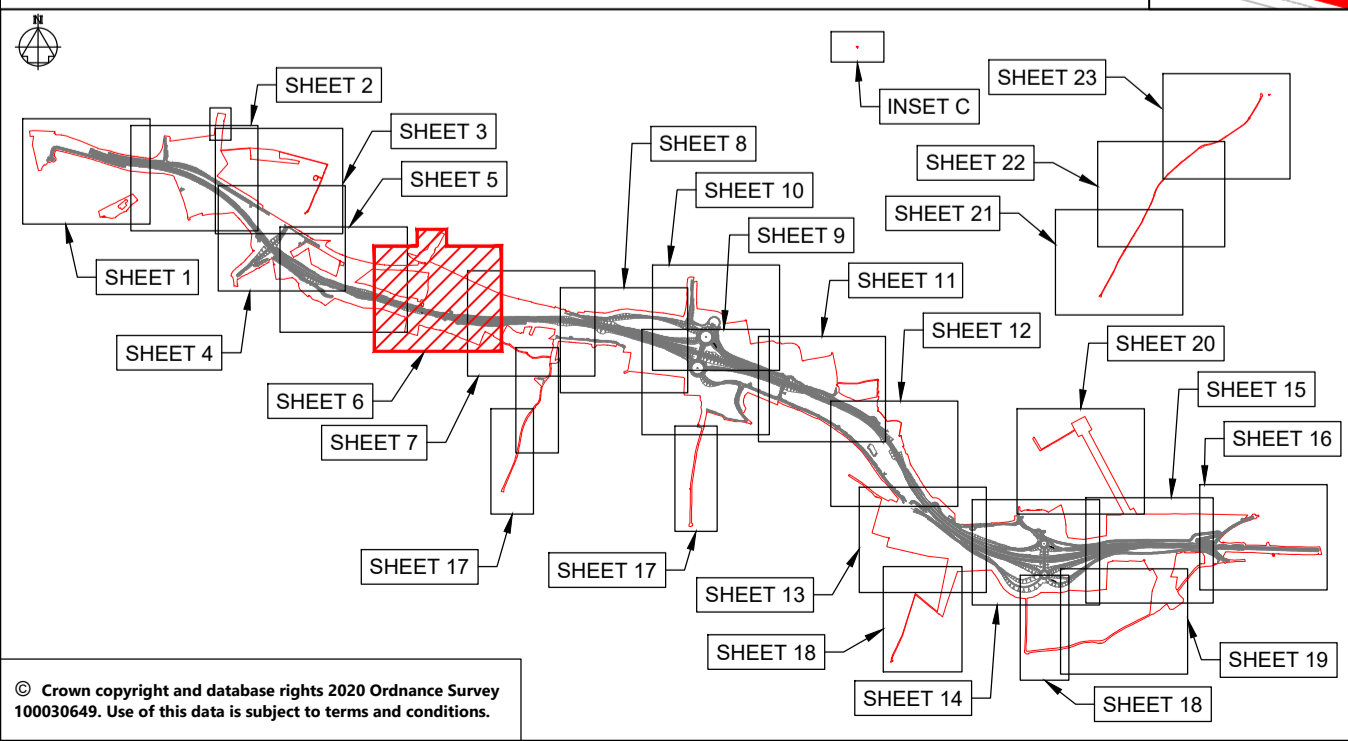 N
SHEET 2
SHEET 3
SHEET 5
SHEET 8
SHEET 10
SHEET 9
SHEET 11
SHEET 12
INSET C
SHEET 23
SHEET 22
SHEET 21
SHEET 1
SHEET 4
SHEET 6
SHEET 7
SHEET 20
SHEET 15
SHEET 16
SHEET 17
SHEET 17
SHEET 13
SHEET 18
SHEET 14
SHEET 19
SHEET 18
© Crown copyright and database rights 2020 Ordnance Survey
100030649. Use of this data is subject to terms and conditions.